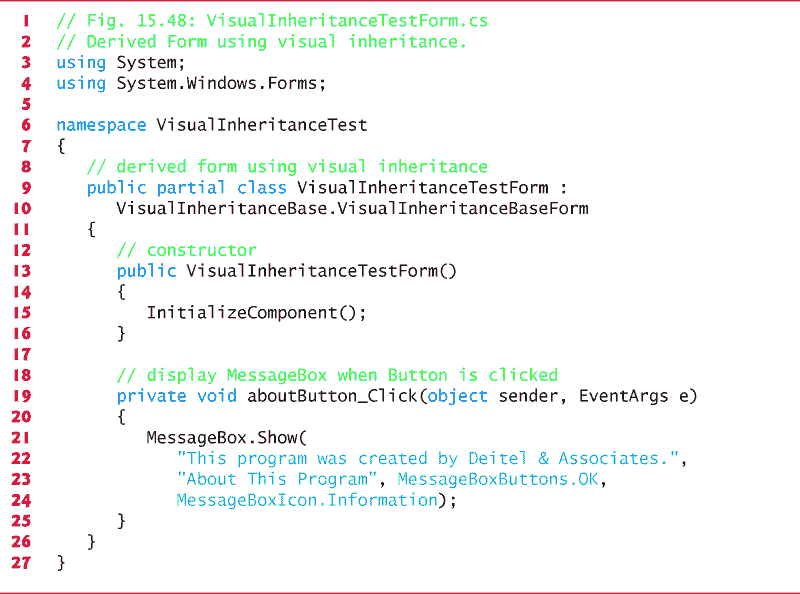 1 // Fig. 15.48: VisualInheritanceTestForm.cs
2 // Derived Form using visual inheritance.
3 using System;
4 using System.Windows.Forms;
5
6 namespace VisualInheritanceTest
7 {
8 // derived form using visual inheritance
9 public partial class VisualInheritanceTestForm :
10 VisualInheritanceBase.VisualInheritanceBaseForm
11 {
12 // constructor
13 public VisualInheritanceTestForm()
14 {
15 InitializeComponent();
16 }
17
18 // display MessageBox when Button is clicked
19 private void aboutButton_Click(object sender, EventArgs e)
20 {
21 MessageBox.Show(
22 "This program was created by Deitel & Associates.",
23 "About This Program", MessageBoxButtons.OK,
24 MessageBoxIcon.Information);
25 }
26 }
27 }